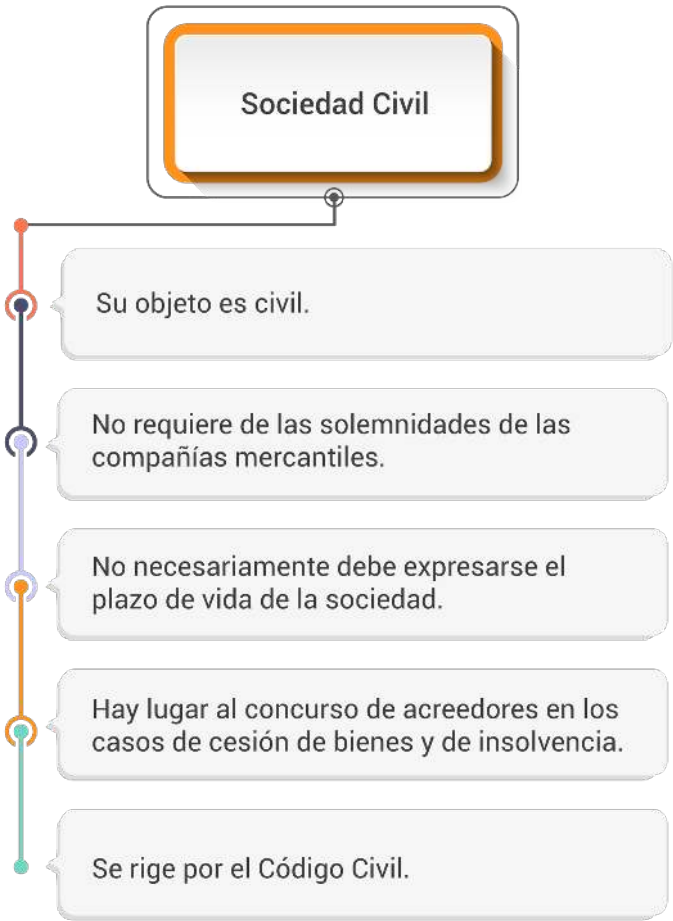 Sociedad Civil
Su objeto es civil.
No requiere de las solemnidades de las
compañías mercantiles.
No necesariamente debe expresarse el
plazo de vida de la sociedad.
Hay lugar al concurso de acreedores en los
casos de cesión de bienes y de insolvencia.
Se rige por el Código Civil.